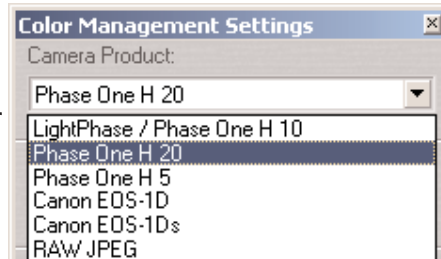 Color Management Settings
Camera Product:
Phase One H 20
LightPhase / Phase One H 10
Phase One H 20
Phase One H 5
Canon EOS-1D
Canon EOS-1Ds
RAW JPEG